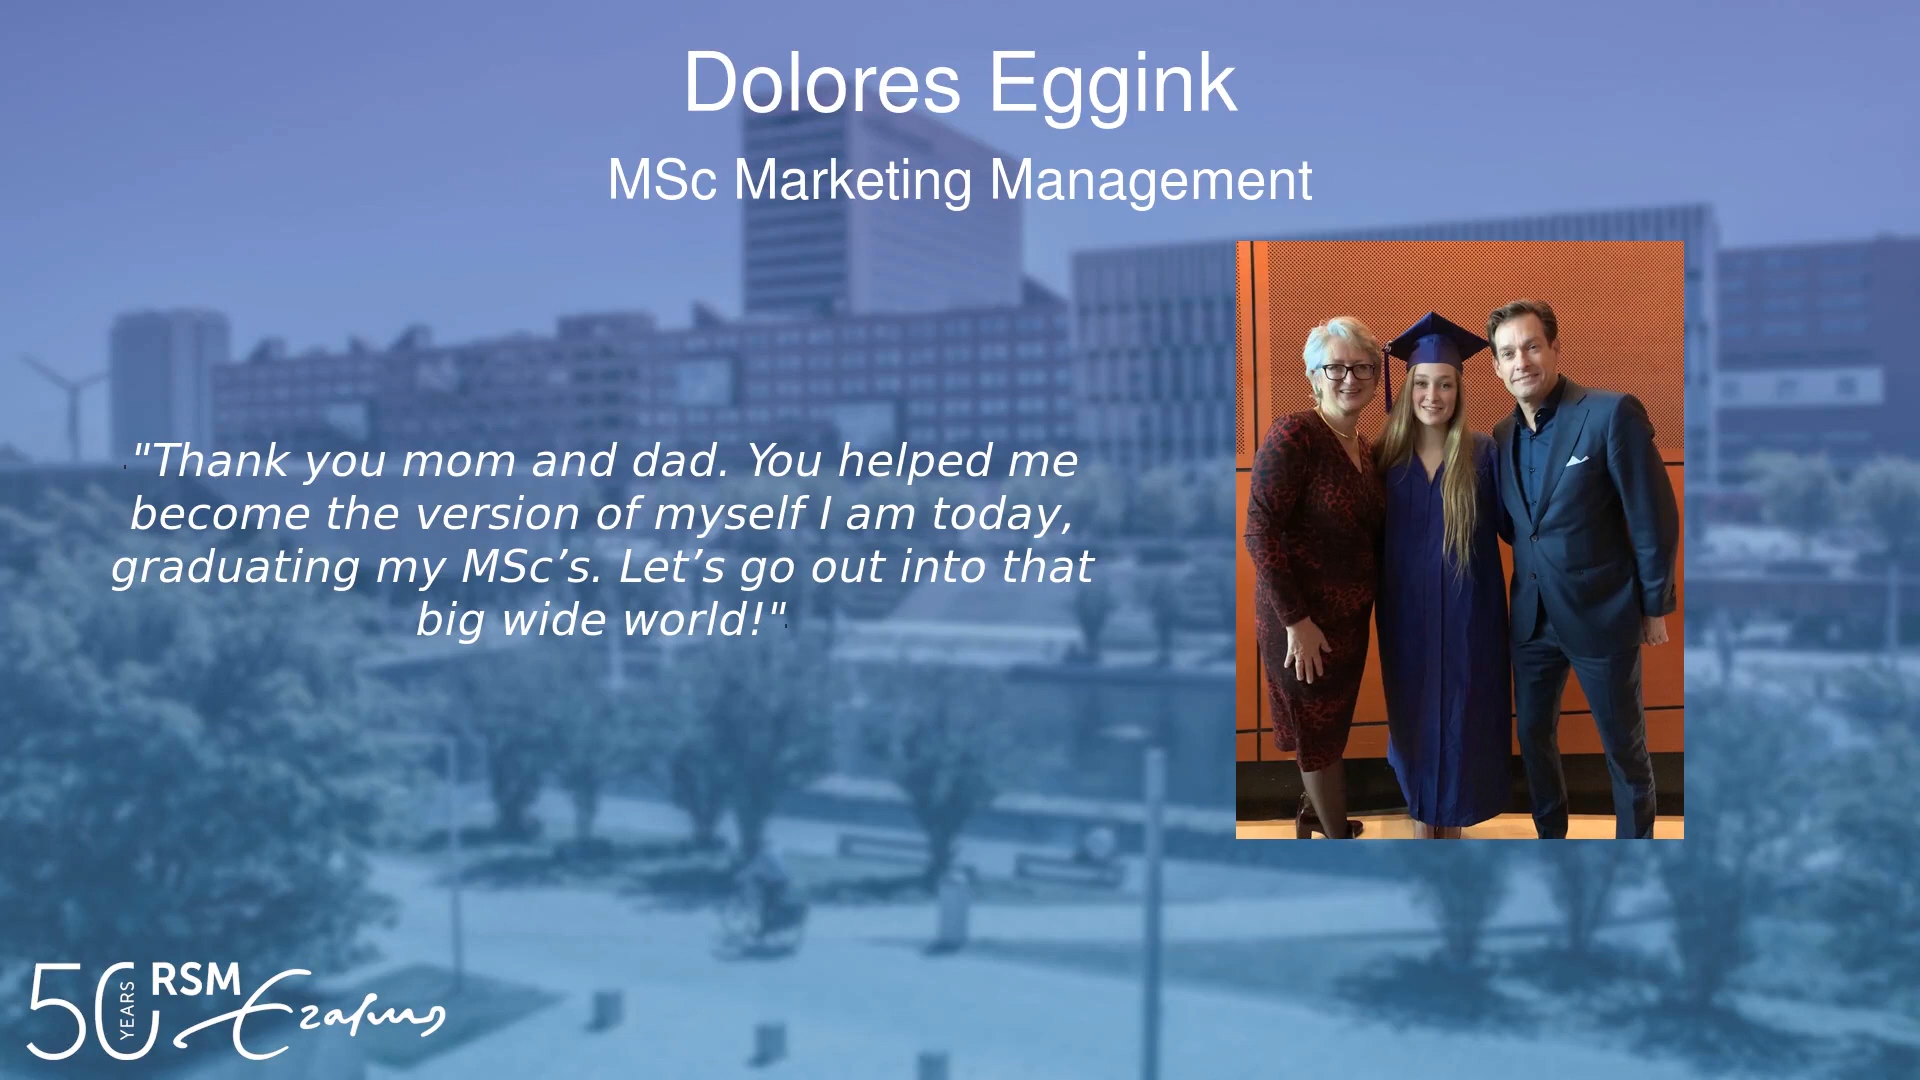 Dolores Eggink
MSc Marketing Management
"Thank you mom and dad. You helped me
become the version of myself I am today,
graduating my MSc’s. Let’s go out into that
big wide world!"
50 YEARS RSM Erasmus